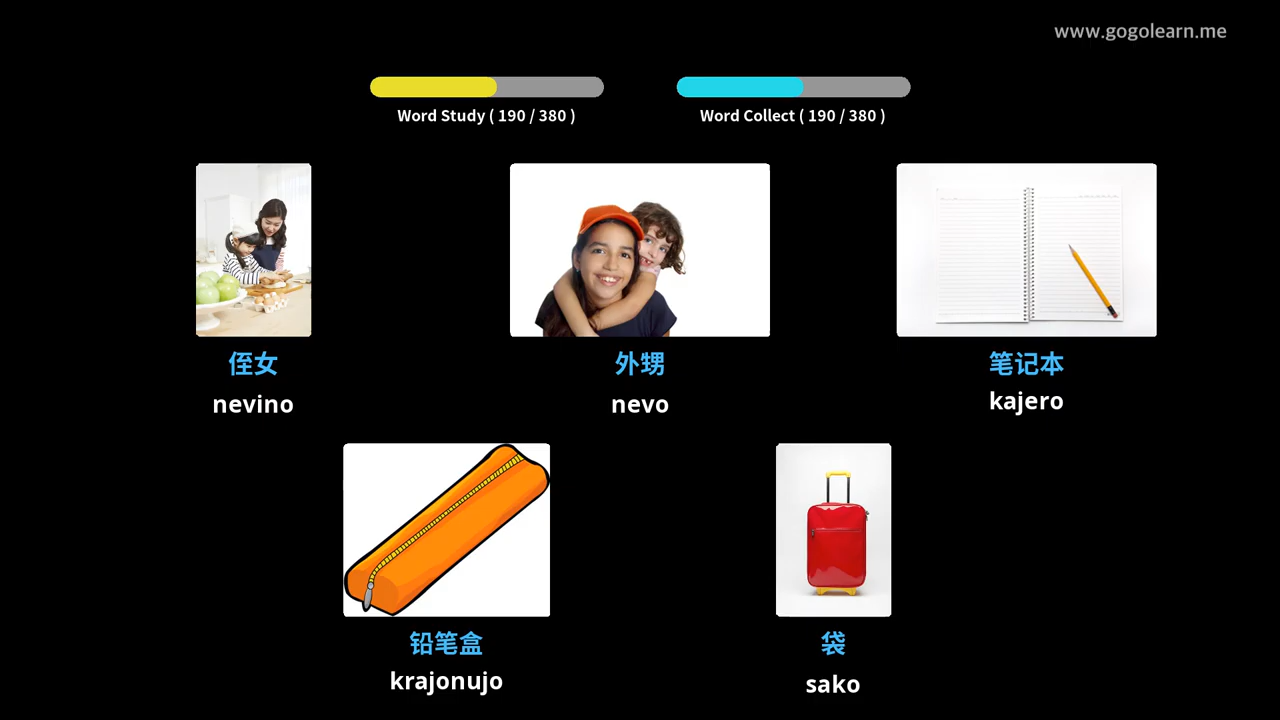 www.gogolearn.me
Word Study ( 190 / 380 )
Word Collect ( 190 / 380 )
侄女
nevino
外甥
nevo
笔记本
kajero
铅笔盒
krajonujo
袋
sako